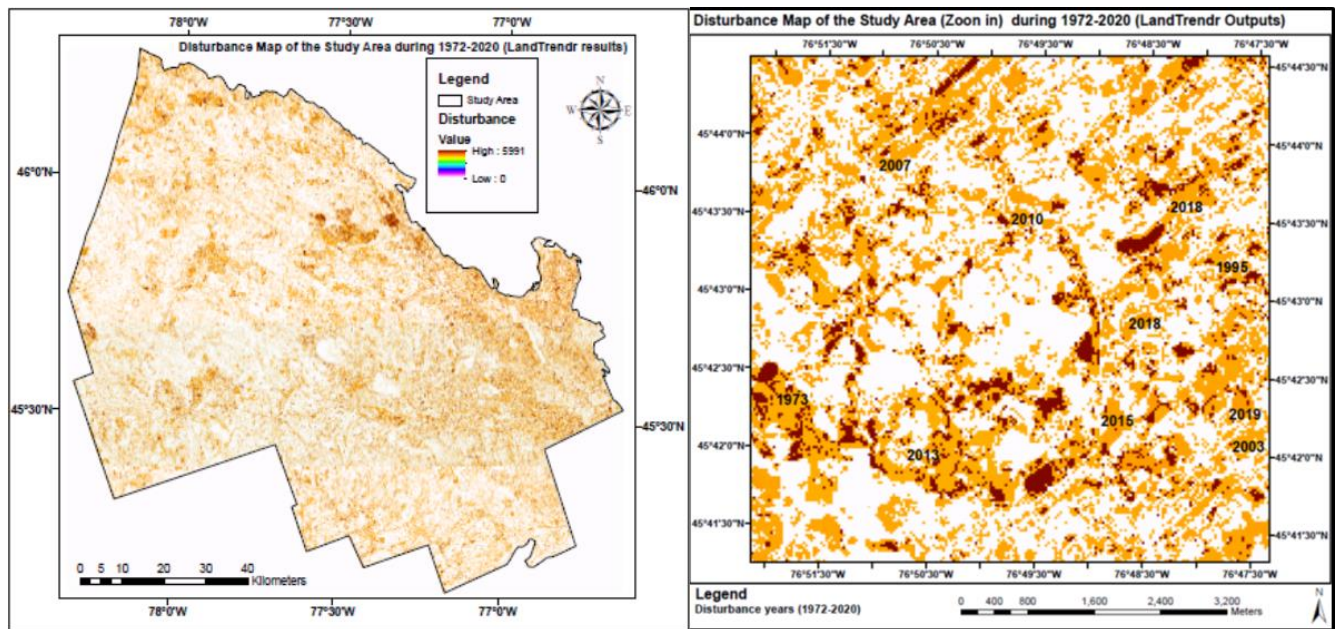 78°0'W 77°30'W 77°0'W
Disturbance Map of the Study Area during 1972-2020 (LandTrendr results)
Legend
Study Area
Disturbance
Value
High : 5991
Low : 0
N
W E
S
46°0'N 46°0'N
45°30'N 45°30'N
0 5 10 20 30 40
Kilometers
78°0'W 77°30'W 77°0'W
Disturbance Map of the Study Area (Zoon in) during 1972-2020 (LandTrendr Outputs)
76°51'30"W 76°50'30"W 76°49'30"W 76°48'30"W 76°47'30"W
45°44'30"N
45°44'0"N 45°44'0"N
2007
45°43'30"N 2010 2018 45°43'30"N
1995
45°43'0"N 45°43'0"N
2018
45°42'30"N 45°42'30"N
1973
2015 2019
45°42'0"N 2013 2003 45°42'0"N
45°41'30"N 45°41'30"N
76°51'30"W 76°50'30"W 76°49'30"W 76°48'30"W 76°47'30"W
Legend
Disturbance years (1972-2020)
0 400 800 1,600 2,400 3,200
Meters
N